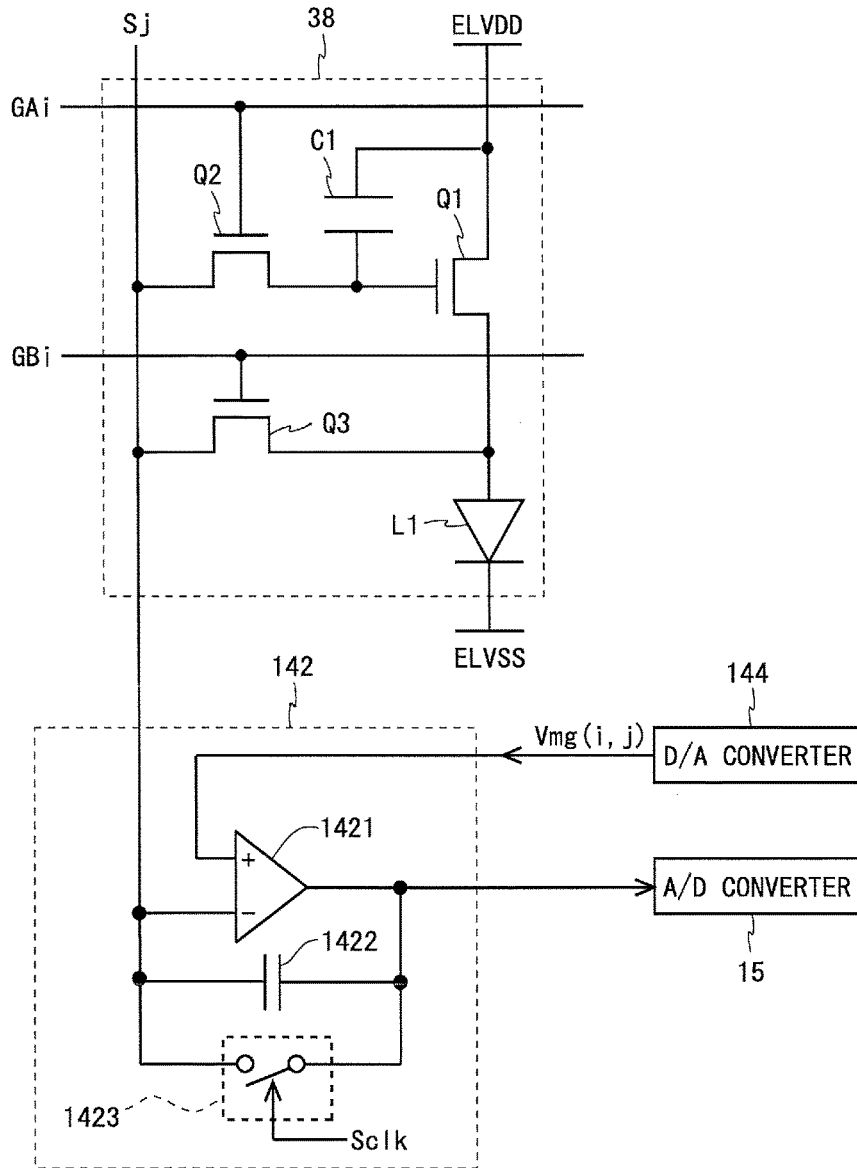 Sj
38
ELVDD
GAi
C1
Q2
Q1
GBi
Q3
L1
ELVSS
142
144
Vmg(i,j)
D/A CONVERTER
1421
+
A/D CONVERTER
−
1422
15
1423
Sclk